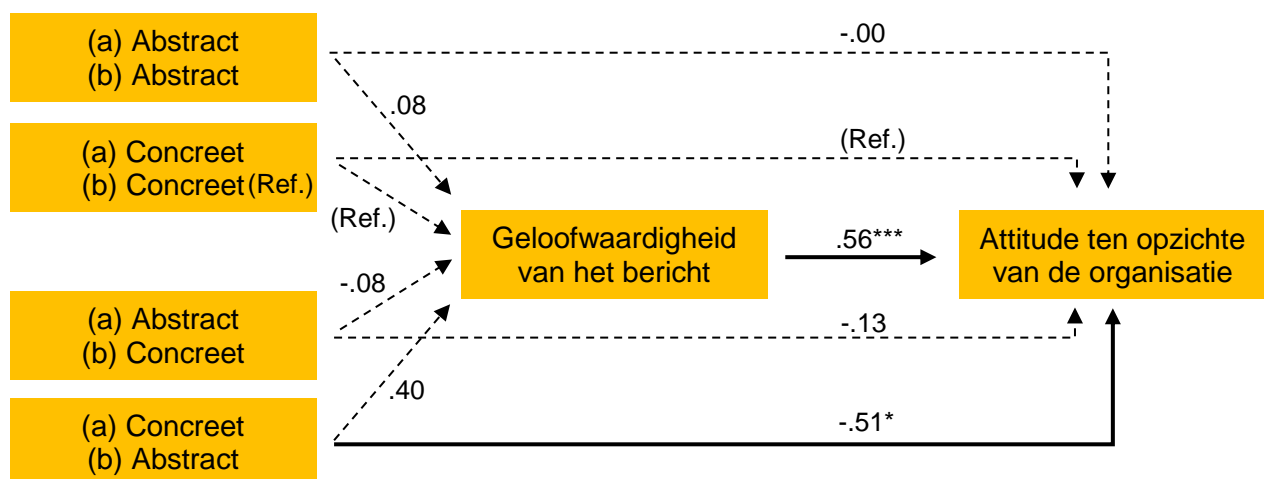 (a) Abstract
(b) Abstract
-.00
.08
(a) Concreet
(b) Concreet (Ref.)
(Ref.)
(Ref.)
Geloofwaardigheid
van het bericht
.56***
Attitude ten opzichte
van de organisatie
-.08
(a) Abstract
(b) Concreet
-.13
.40
(a) Concreet
(b) Abstract
-.51*